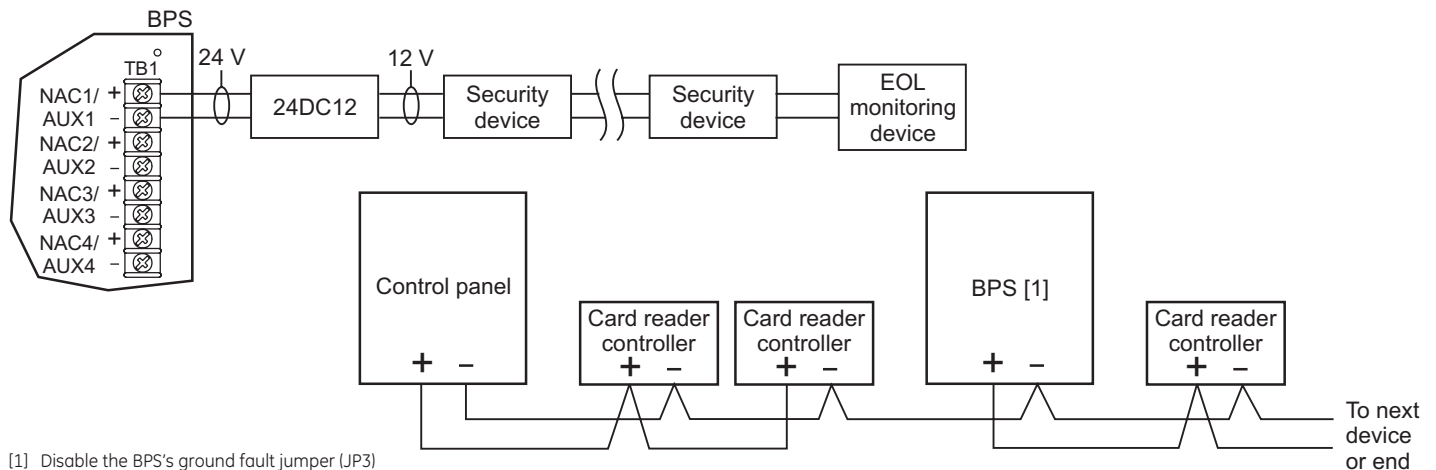 BPS
TB1
24 V
12 V
NAC1/ +
AUX1 –
NAC2/ +
AUX2 –
NAC3/ +
AUX3 –
NAC4/ +
AUX4 –
24DC12
Security
device
Security
device
EOL
monitoring
device
Control panel
+ –
Card reader
controller
+ –
Card reader
controller
+ –
BPS [1]
+ –
Card reader
controller
+ –
To next
device
or end
[1] Disable the BPS's ground fault jumper (JP3)